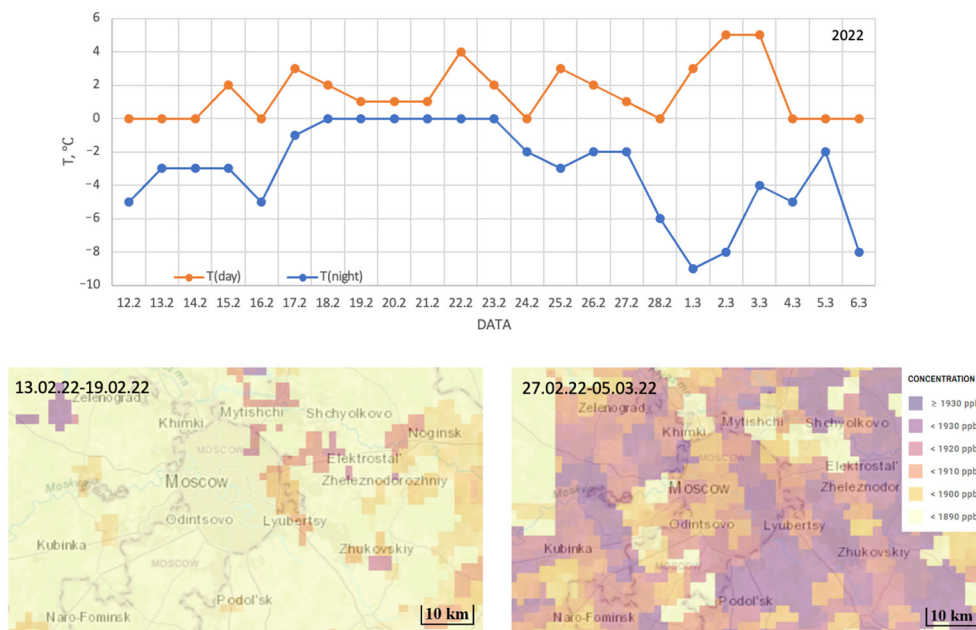 6
2022
4
2
0
−2
−4
−6
−8
−10
T, °C
T(day) T(night)
12.2 13.2 14.2 15.2 16.2 17.2 18.2 19.2 20.2 21.2 22.2 23.2 24.2 25.2 26.2 27.2 28.2 1.3 2.3 3.3 4.3 5.3 6.3
DATA
13.02.22-19.02.22
Zelenograd
Mytishchi
Shchyolkovo
Khimki
Noginsk
MOSCOW
Elektrostal'
Moscow
Zheleznodorozhniy
Odintsovo
Lyubertsy
Kubinka
Zhukovskiy
MOSCOW
Podol'sk
Naro-Fominsk
10 km
27.02.22-05.03.22
Zelenograd
Mytishchi
Shchyolkovo
Khimki
MOSCOW
Elektrostal'
Moscow
Zheleznodor
Odintsovo
Lyubertsy
Kubinka
Zhukovskiy
MOSCOW
Podol'sk
Naro-Fominsk
10 km
CONCENTRATION
≥ 1930 ppb
< 1930 ppb
< 1920 ppb
< 1910 ppb
< 1900 ppb
< 1890 ppb